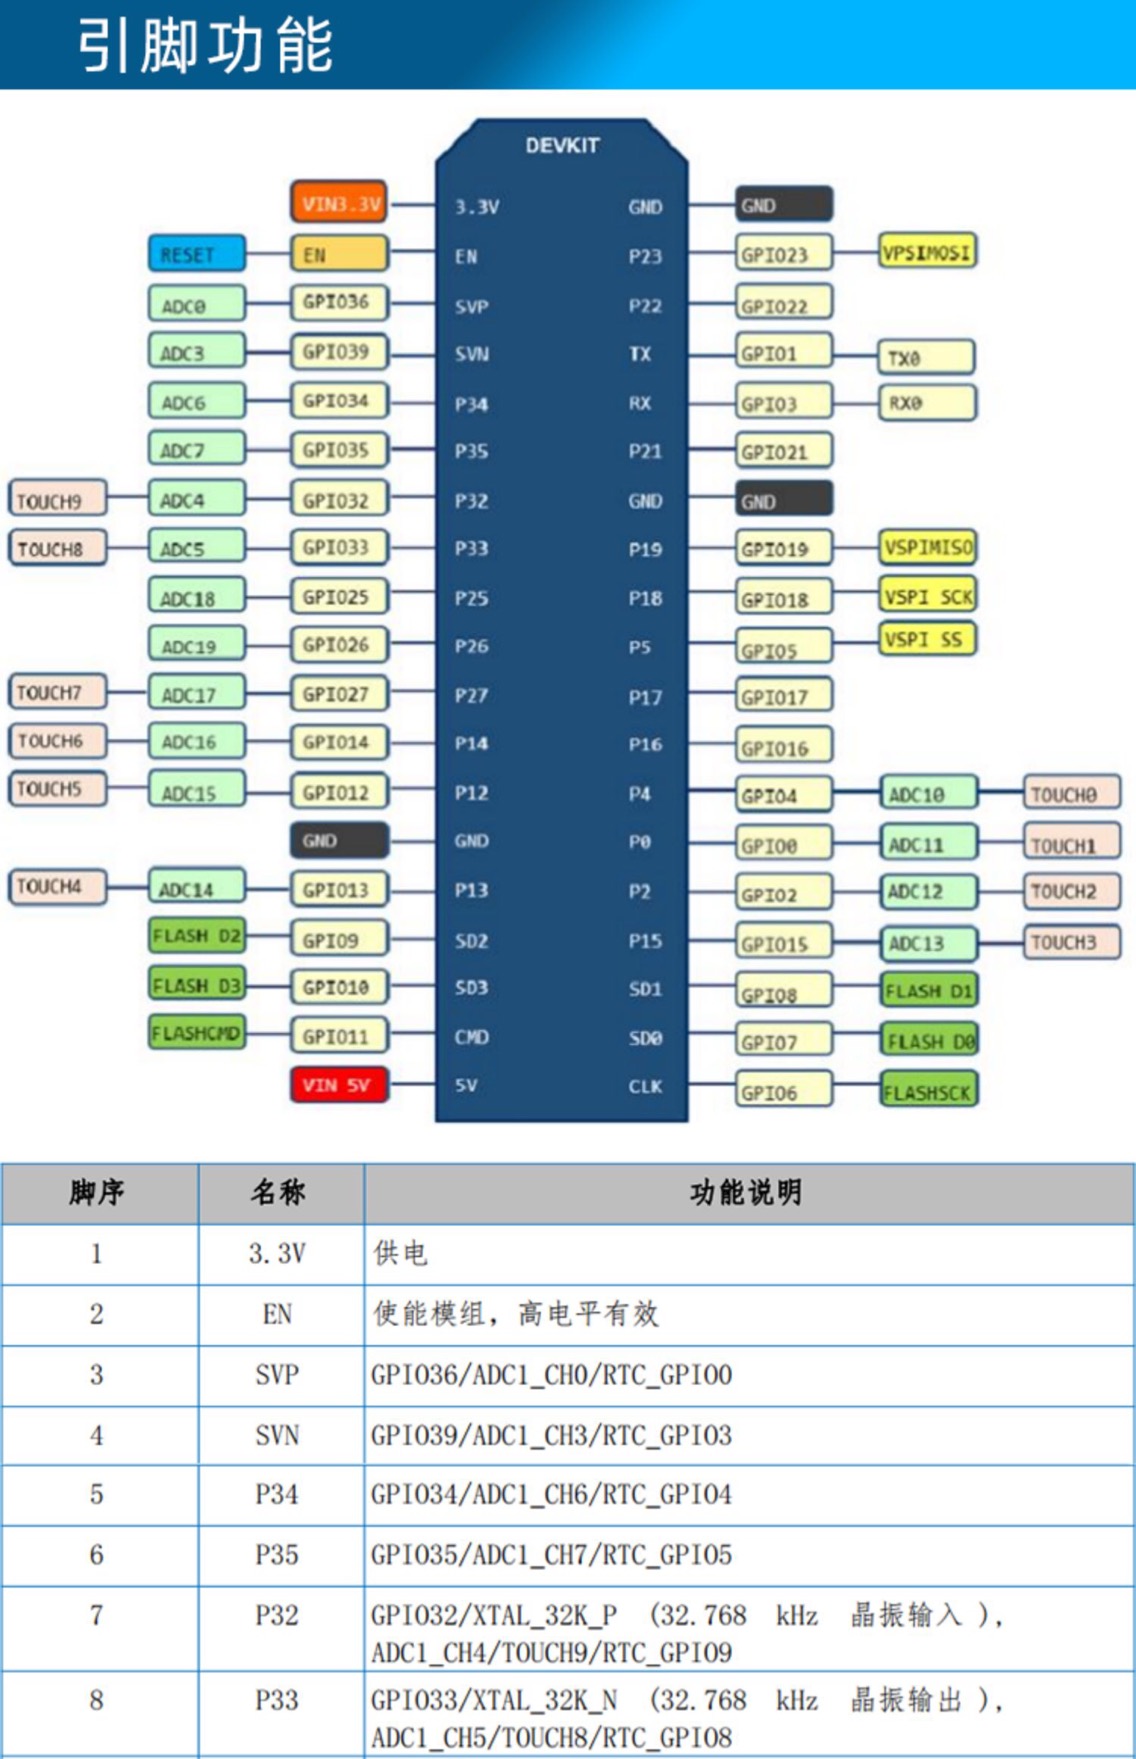 引脚功能
DEVKIT
VIN3.3V 3.3V GND GND
RESET EN EN P23 GPIO23 VPSIMOSI
ADC0 GPIO36 SVP P22 GPIO22
ADC3 GPIO39 SVN TX GPIO1 TX0
ADC6 GPIO34 P34 RX GPIO3 RX0
ADC7 GPIO35 P35 P21 GPIO21
TOUCH9 ADC4 GPIO32 P32 GND GND
TOUCH8 ADC5 GPIO33 P33 P19 GPIO19 VSPIMISO
ADC18 GPIO25 P25 P18 GPIO18 VSPI SCK
ADC19 GPIO26 P26 P5 GPIO5 VSPI SS
TOUCH7 ADC17 GPIO27 P27 P17 GPIO17
TOUCH6 ADC16 GPIO14 P14 P16 GPIO16
TOUCH5 ADC15 GPIO12 P12 P4 GPIO4 ADC10 TOUCH0
GND GND P0 GPIO0 ADC11 TOUCH1
TOUCH4 ADC14 GPIO13 P13 P2 GPIO2 ADC12 TOUCH2
FLASH D2 GPIO9 SD2 P15 GPIO15 ADC13 TOUCH3
FLASH D3 GPIO10 SD3 SD1 GPIO8 FLASH D1
FLASHCMD GPIO11 CMD SD0 GPIO7 FLASH D0
VIN 5V 5V CLK GPIO6 FLASHSCK
脚序 名称 功能说明
1 3.3V 供电
2 EN 使能模组，高电平有效
3 SVP GPIO36/ADC1_CH0/RTC_GPIO0
4 SVN GPIO39/ADC1_CH3/RTC_GPIO3
5 P34 GPIO34/ADC1_CH6/RTC_GPIO4
6 P35 GPIO35/ADC1_CH7/RTC_GPIO5
7 P32 GPIO32/XTAL_32K_P (32.768 kHz 晶振输入 ),
ADC1_CH4/TOUCH9/RTC_GPIO9
8 P33 GPIO33/XTAL_32K_N (32.768 kHz 晶振输出 ),
ADC1_CH5/TOUCH8/RTC_GPIO8